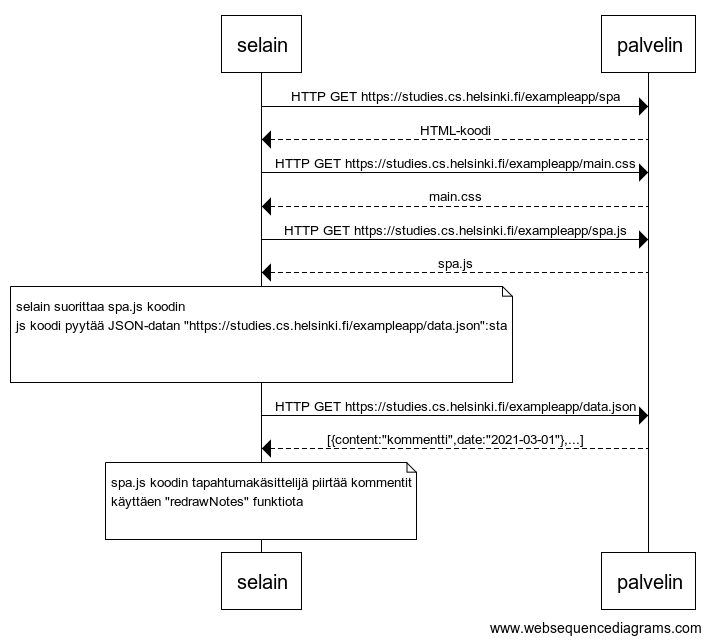 selain
palvelin
HTTP GET https://studies.cs.helsinki.fi/exampleapp/spa
HTML-koodi
HTTP GET https://studies.cs.helsinki.fi/exampleapp/main.css
main.css
HTTP GET https://studies.cs.helsinki.fi/exampleapp/spa.js
spa.js
selain suorittaa spa.js koodin
js koodi pyytää JSON-datan "https://studies.cs.helsinki.fi/exampleapp/data.json":sta
HTTP GET https://studies.cs.helsinki.fi/exampleapp/data.json
[{content:"kommentti",date:"2021-03-01"},...]
spa.js koodin tapahtumakäsittelijä piirtää kommentit
käyttäen "redrawNotes" funktiota
selain
palvelin
www.websequencediagrams.com